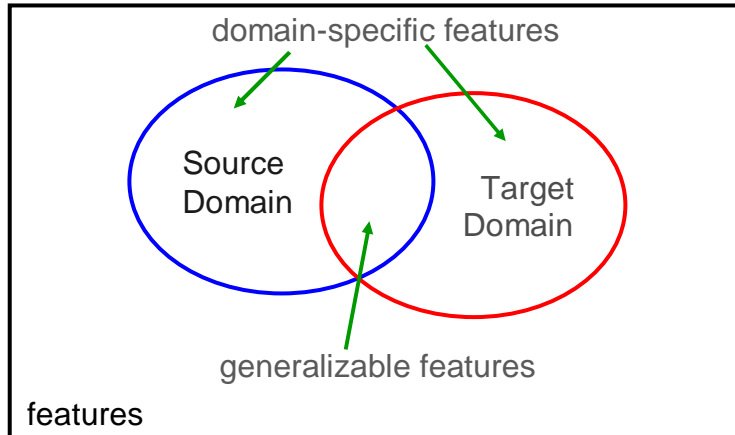 domain-specific features
Source
Domain
Target
Domain
generalizable features
features